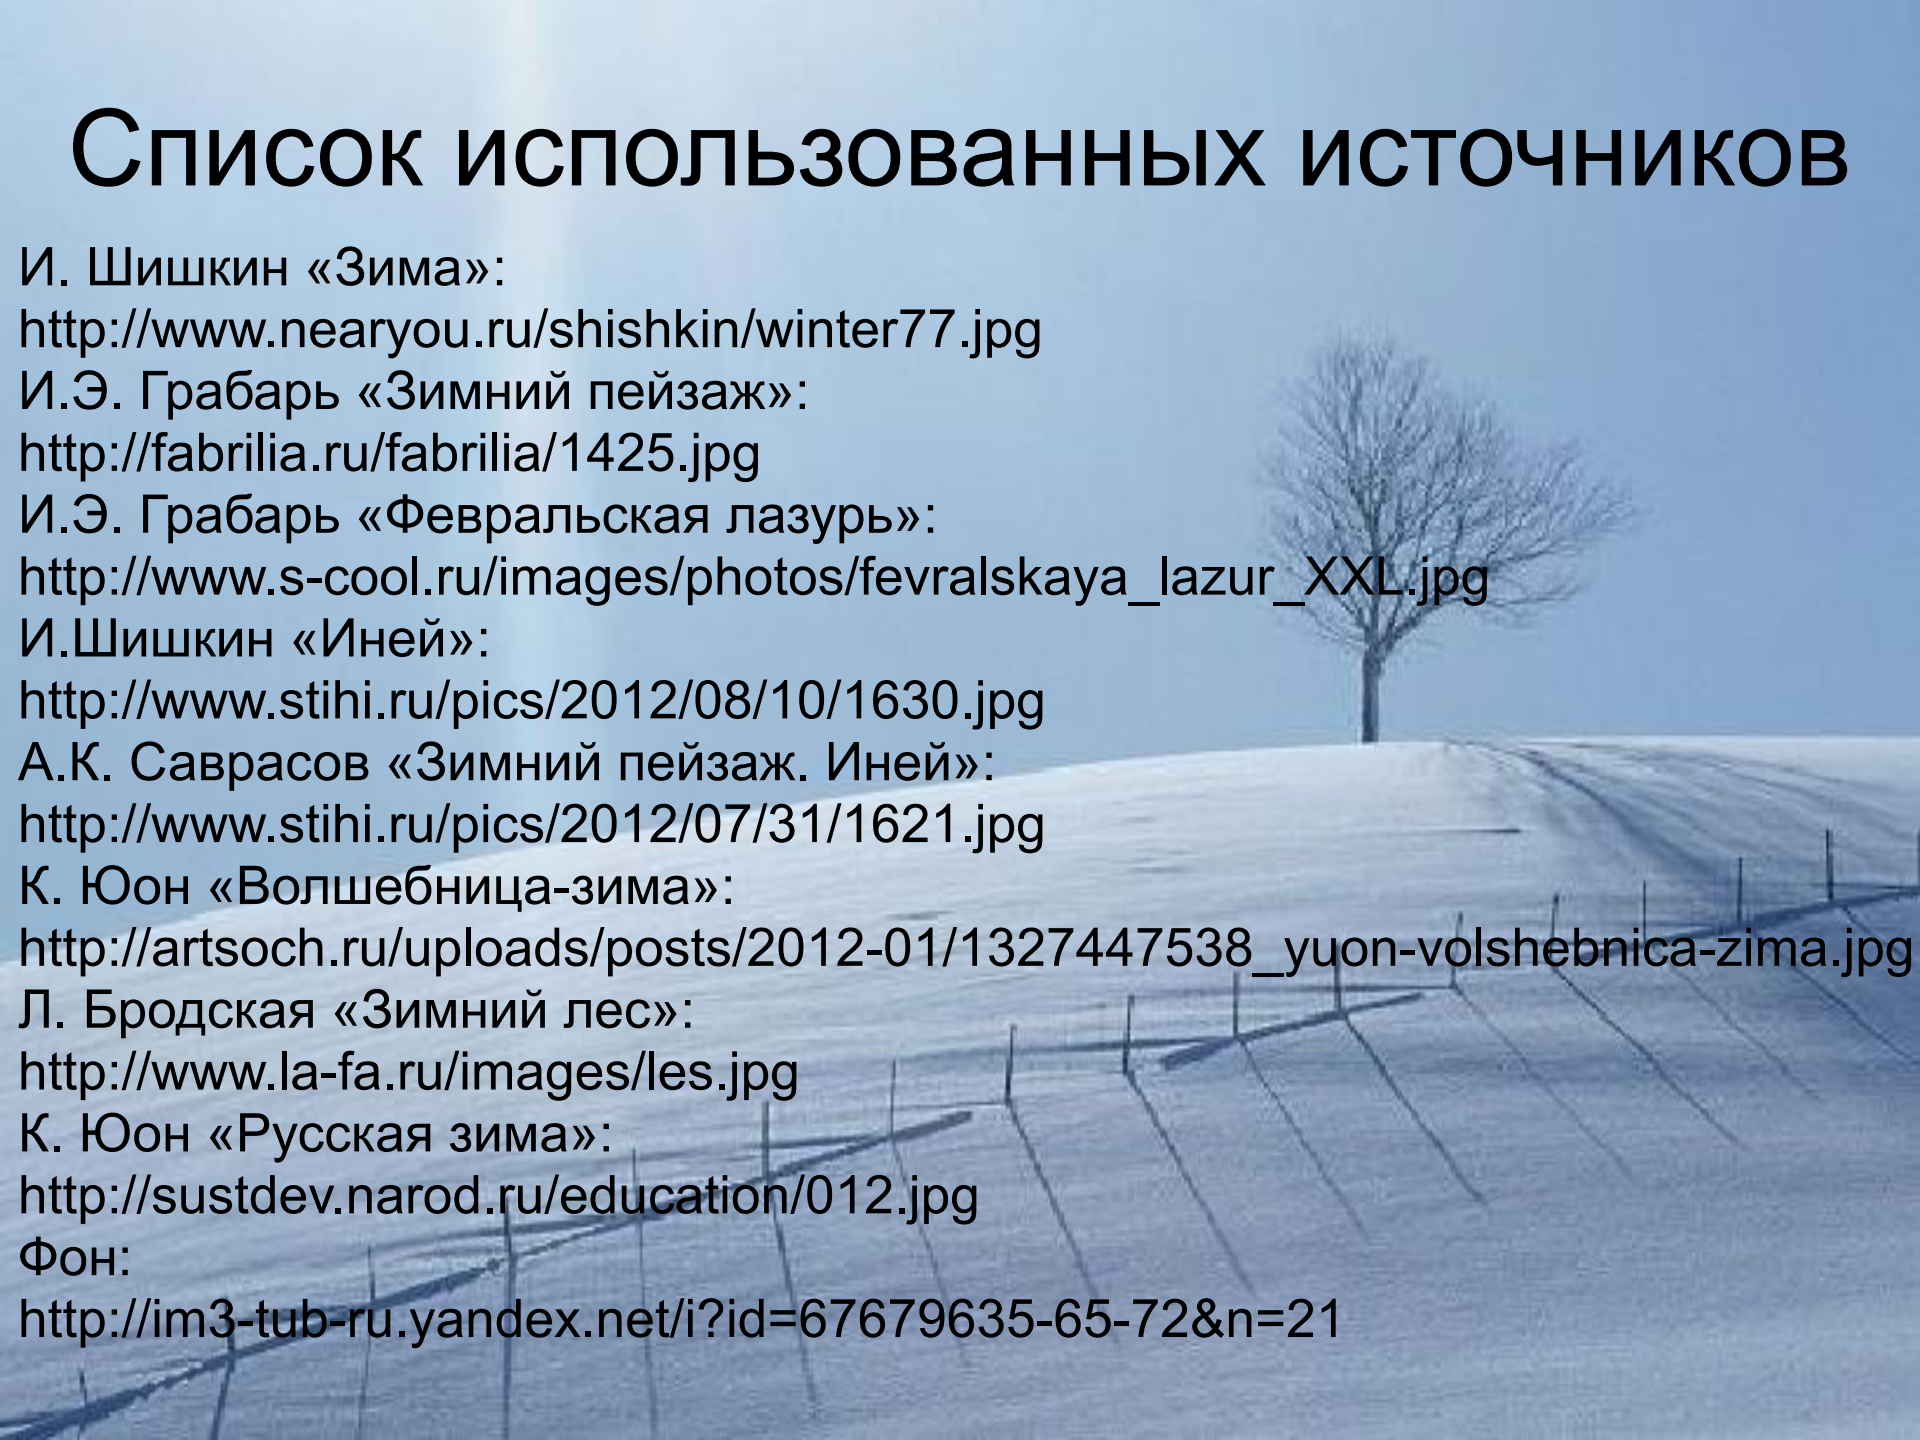 Список использованных источников
И. Шишкин «Зима»:
http://www.nearyou.ru/shishkin/winter77.jpg
И.Э. Грабарь «Зимний пейзаж»:
http://fabrilia.ru/fabrilia/1425.jpg
И.Э. Грабарь «Февральская лазурь»:
http://www.s-cool.ru/images/photos/fevralskaya_lazur_XXL.jpg
И.Шишкин «Иней»:
http://www.stihi.ru/pics/2012/08/10/1630.jpg
А.К. Саврасов «Зимний пейзаж. Иней»:
http://www.stihi.ru/pics/2012/07/31/1621.jpg
К. Юон «Волшебница-зима»:
http://artsoch.ru/uploads/posts/2012-01/1327447538_yuon-volshebnica-zima.jpg
Л. Бродская «Зимний лес»:
http://www.la-fa.ru/images/les.jpg
К. Юон «Русская зима»:
http://sustdev.narod.ru/education/012.jpg
Фон:
http://im3-tub-ru.yandex.net/i?id=67679635-65-72&n=21